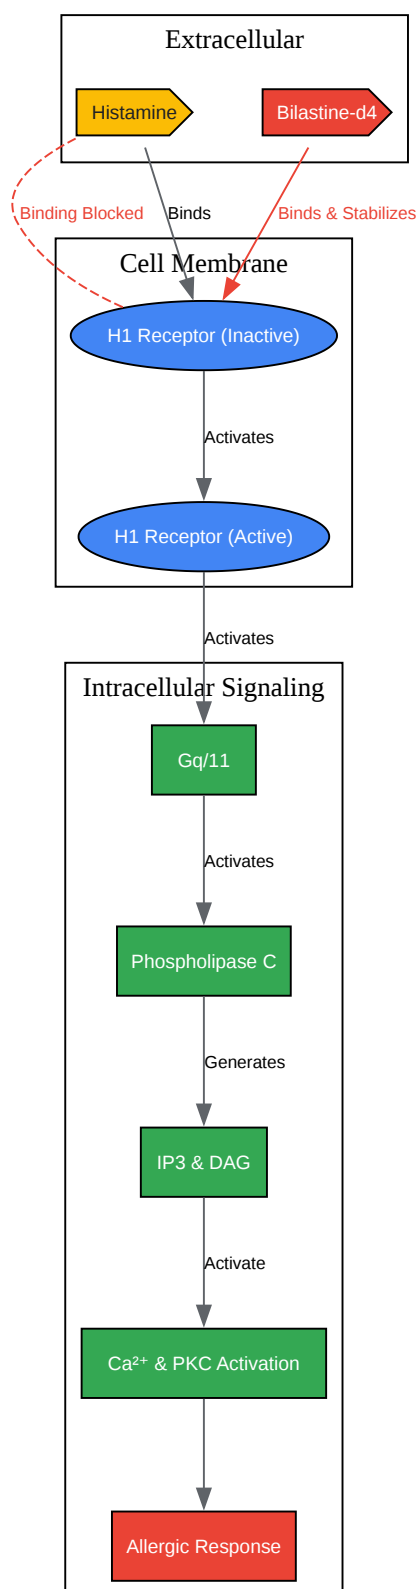 Extracellular
Histamine
Bilastine-d4
Binding Blocked
Binds
Binds & Stabilizes
Cell Membrane
H1 Receptor (Inactive)
Activates
H1 Receptor (Active)
Activates
Intracellular Signaling
Gq/11
Activates
Phospholipase C
Generates
IP3 & DAG
Activate
Ca²⁺ & PKC Activation
Allergic Response